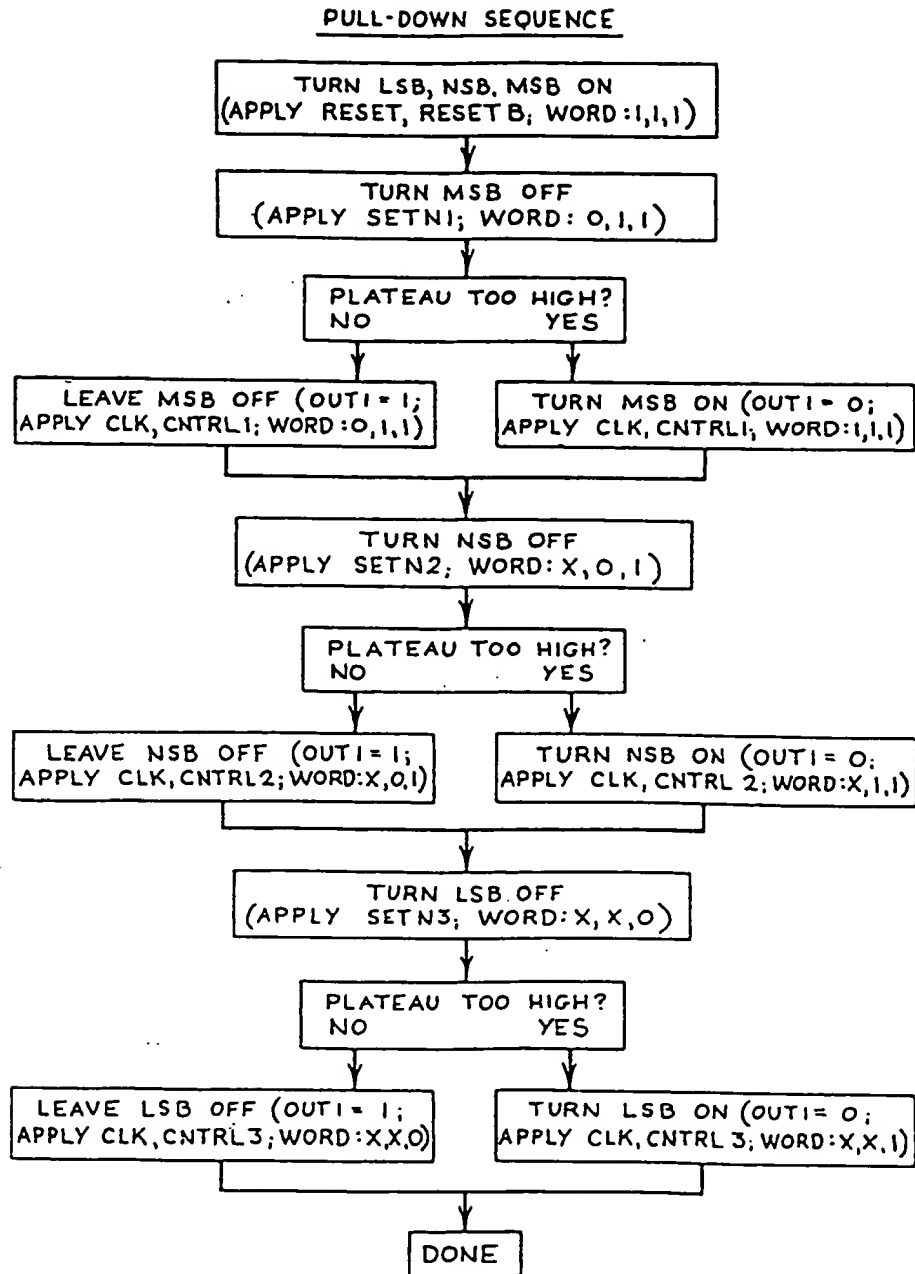 PULL-DOWN SEQUENCE
TURN LSB, NSB, MSB ON
(APPLY RESET, RESET B; WORD:1,1,1)
TURN MSB OFF
(APPLY SETN1; WORD: 0,1,1)
PLATEAU TOO HIGH?
NO YES
LEAVE MSB OFF (OUT1 = 1;
APPLY CLK, CNTRL1; WORD:0,1,1)
TURN MSB ON (OUT1 = 0;
APPLY CLK, CNTRL1; WORD:1,1,1)
TURN NSB OFF
(APPLY SETN2; WORD: X, 0, 1)
PLATEAU TOO HIGH?
NO YES
LEAVE NSB OFF (OUT1 = 1;
APPLY CLK, CNTRL2; WORD:X,0,1)
TURN NSB ON (OUT1 = 0;
APPLY CLK, CNTRL 2; WORD:X,1,1)
TURN LSB OFF
(APPLY SETN3; WORD: X, X, 0)
PLATEAU TOO HIGH?
NO YES
LEAVE LSB OFF (OUT1 = 1;
APPLY CLK, CNTRL3; WORD:X,X,0)
TURN LSB ON (OUT1 = 0;
APPLY CLK, CNTRL 3; WORD:X,X,1)
DONE